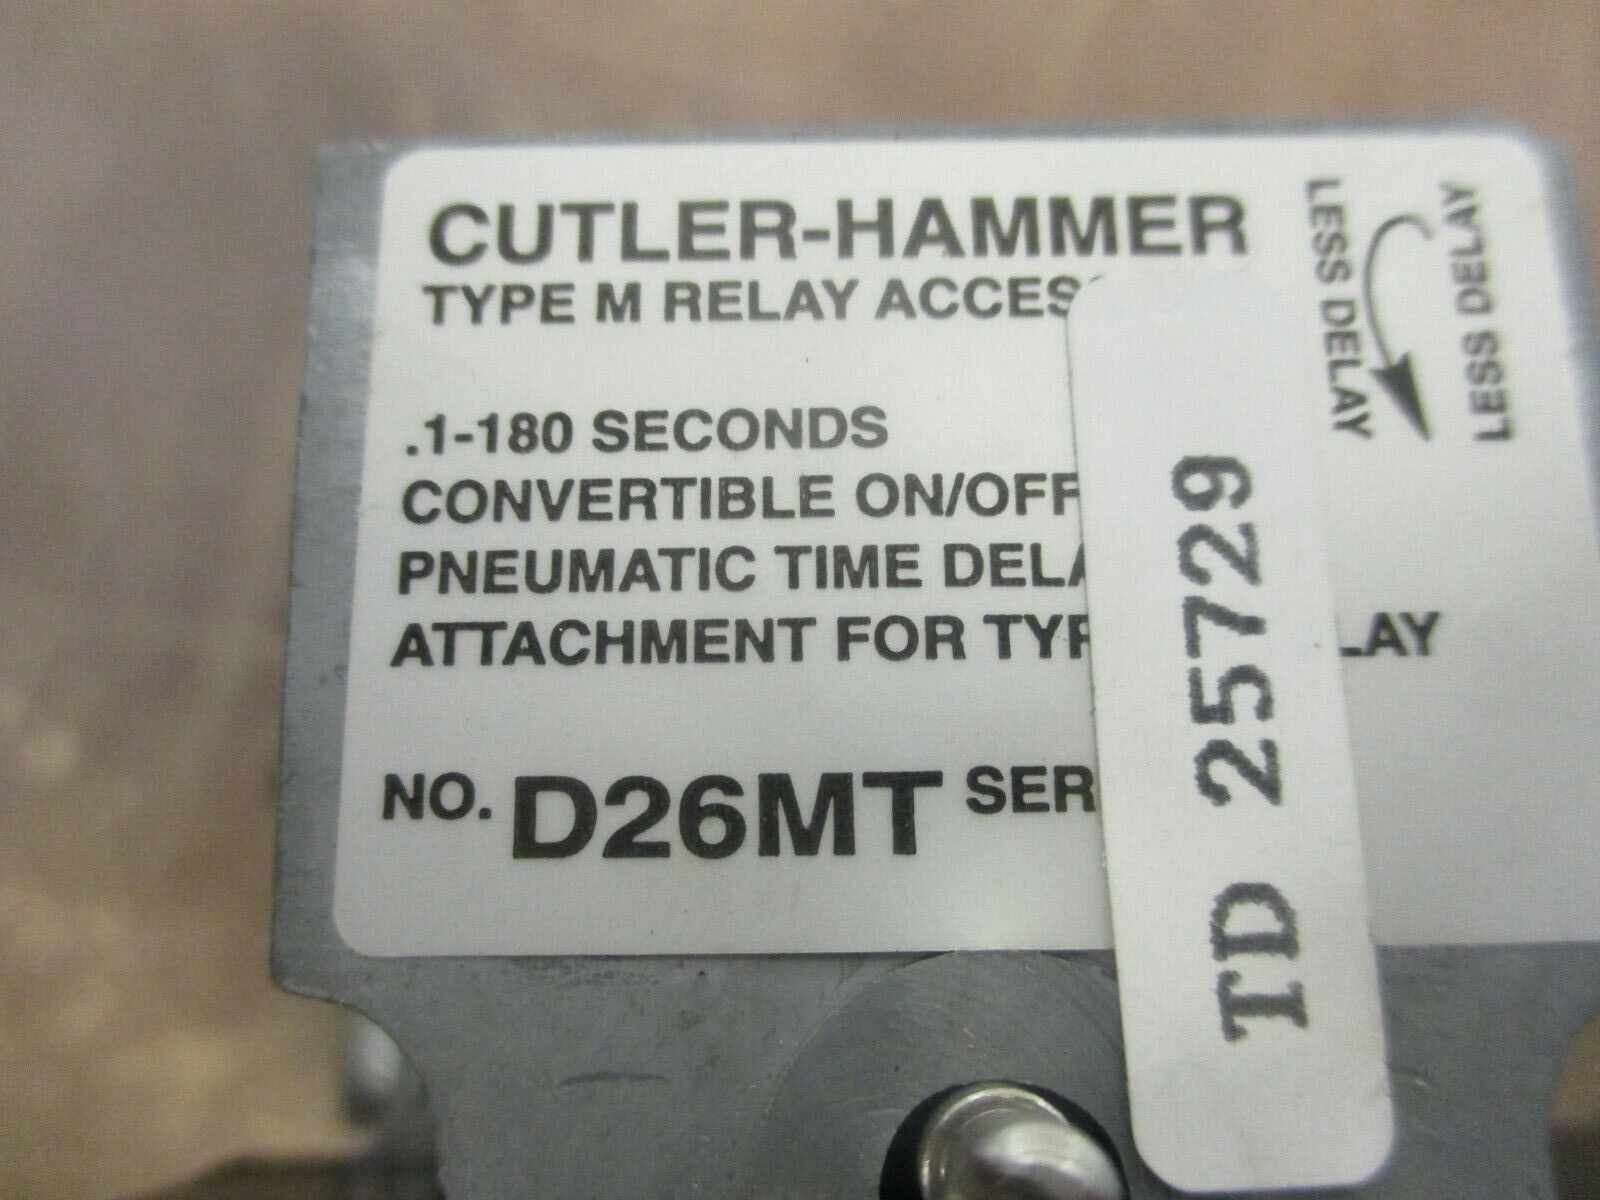 CUTLER-HAMMER
TYPE M RELAY ACCES
.1-180 SECONDS
CONVERTIBLE ON/OFF
PNEUMATIC TIME DELA
ATTACHMENT FOR TYP LAY
NO. D26MT SER
LESS DELAY
LESS DELAY
TD 25729